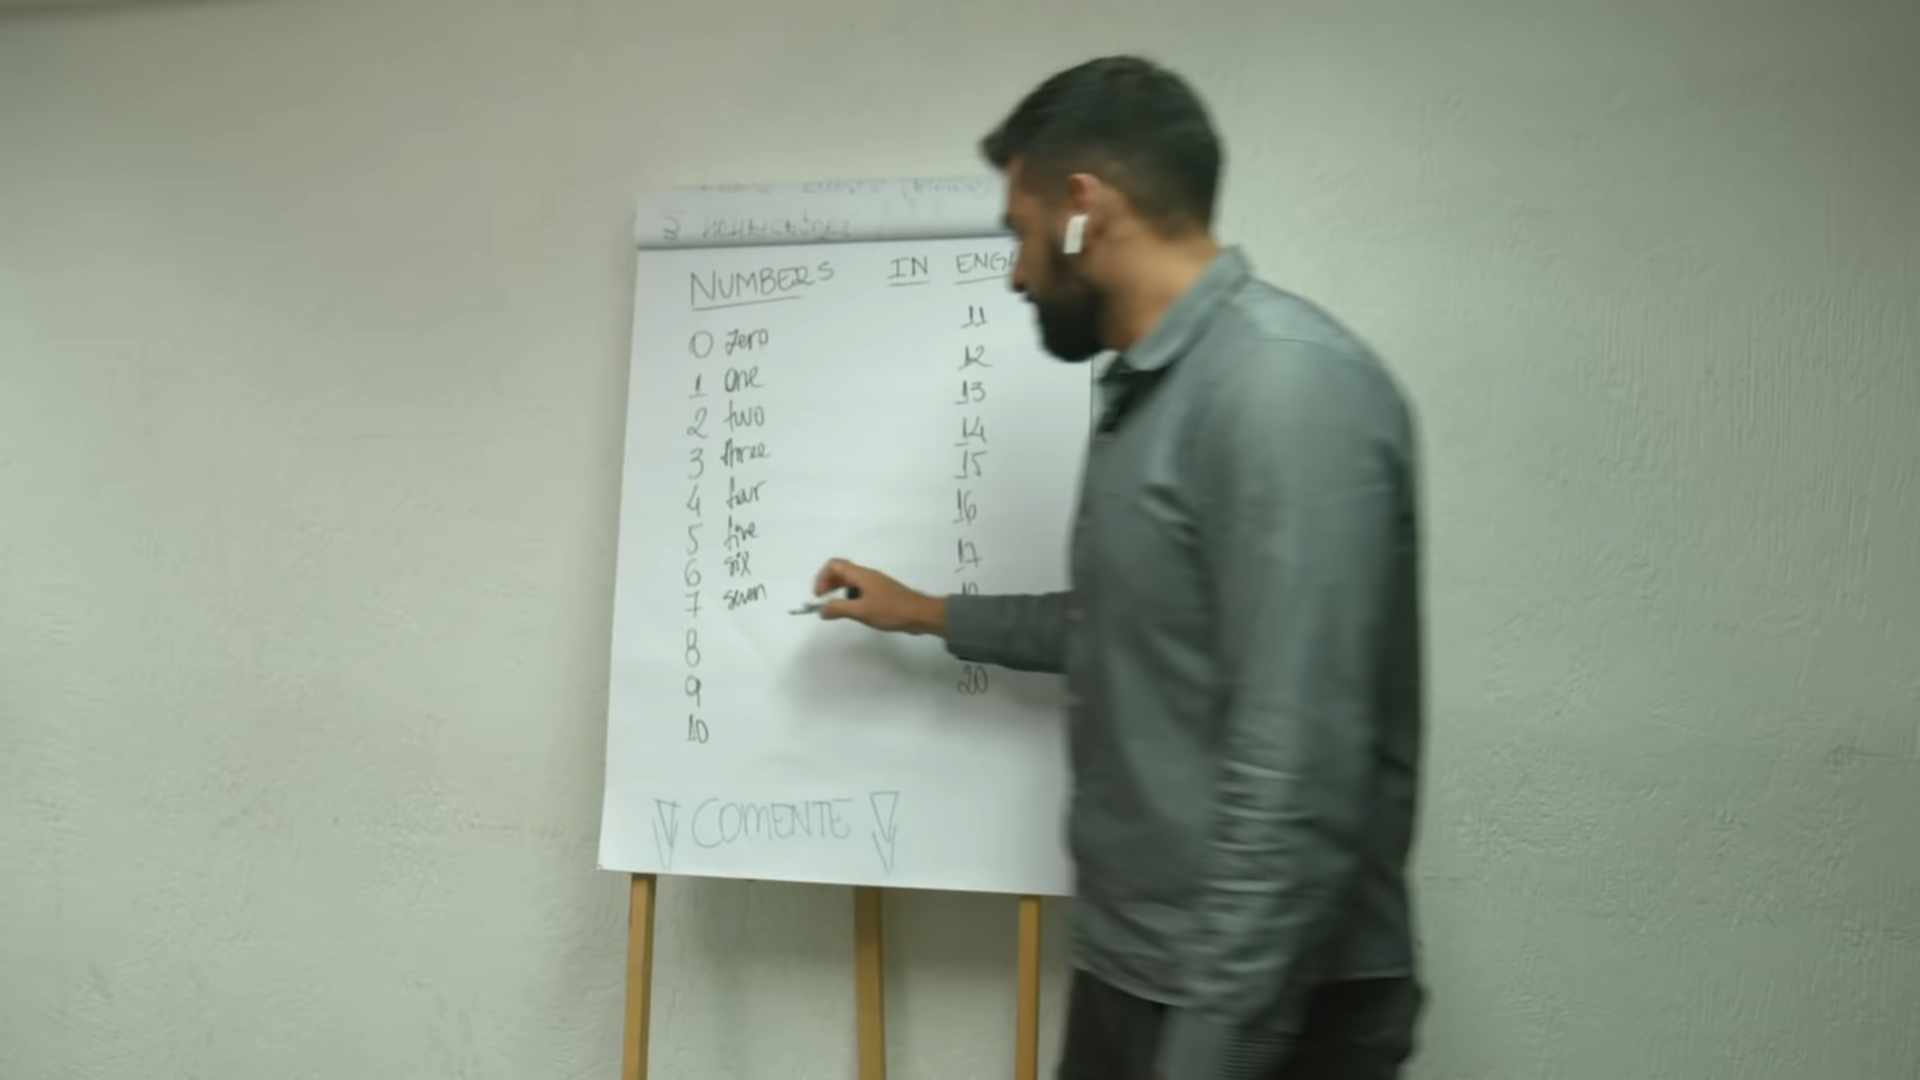 NUMBERS IN ENGL
0 zero
1 one
2 two
3 three
4 four
5 five
6 six
7 seven
8
9
10
11
12
13
14
15
16
17
20
COMENTE